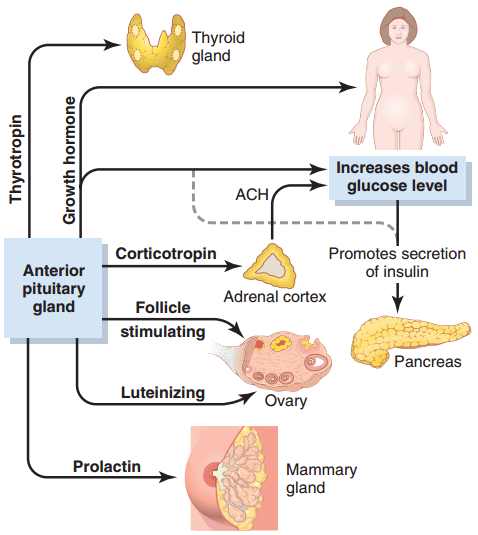 Thyroid
gland
Thyrotropin
Growth hormone
Increases blood
glucose level
ACH
Corticotropin
Promotes secretion
of insulin
Anterior
pituitary
gland
Adrenal cortex
Follicle
stimulating
Pancreas
Luteinizing
Ovary
Prolactin
Mammary
gland